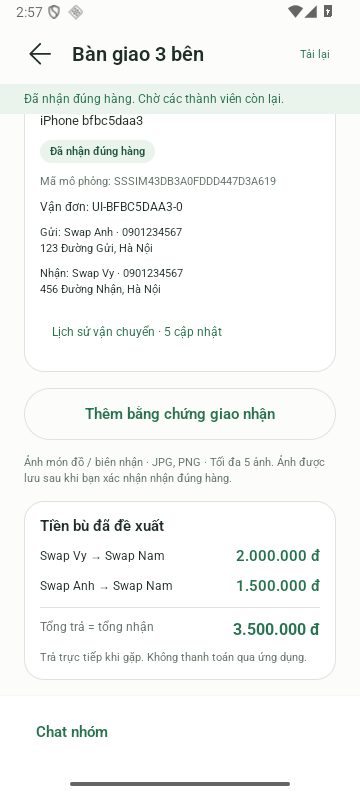 2:57
Bàn giao 3 bên
Tải lại
Đã nhận đúng hàng. Chờ các thành viên còn lại.
iPhone bfbc5daa3
Đã nhận đúng hàng
Mã mô phỏng: SSSIM43DB3A0FDDD447D3A619
Vận đơn: UI-BFBC5DAA3-0
Gửi: Swap Anh · 0901234567
123 Đường Gửi, Hà Nội
Nhận: Swap Vy · 0901234567
456 Đường Nhận, Hà Nội
Lịch sử vận chuyển · 5 cập nhật
Thêm bằng chứng giao nhận
Ảnh món đồ / biên nhận · JPG, PNG · Tối đa 5 ảnh. Ảnh được
lưu sau khi bạn xác nhận nhận đúng hàng.
Tiền bù đã đề xuất
Swap Vy → Swap Nam 2.000.000 đ
Swap Anh → Swap Nam 1.500.000 đ
Tổng trả = tổng nhận 3.500.000 đ
Trả trực tiếp khi gặp. Không thanh toán qua ứng dụng.
Chat nhóm